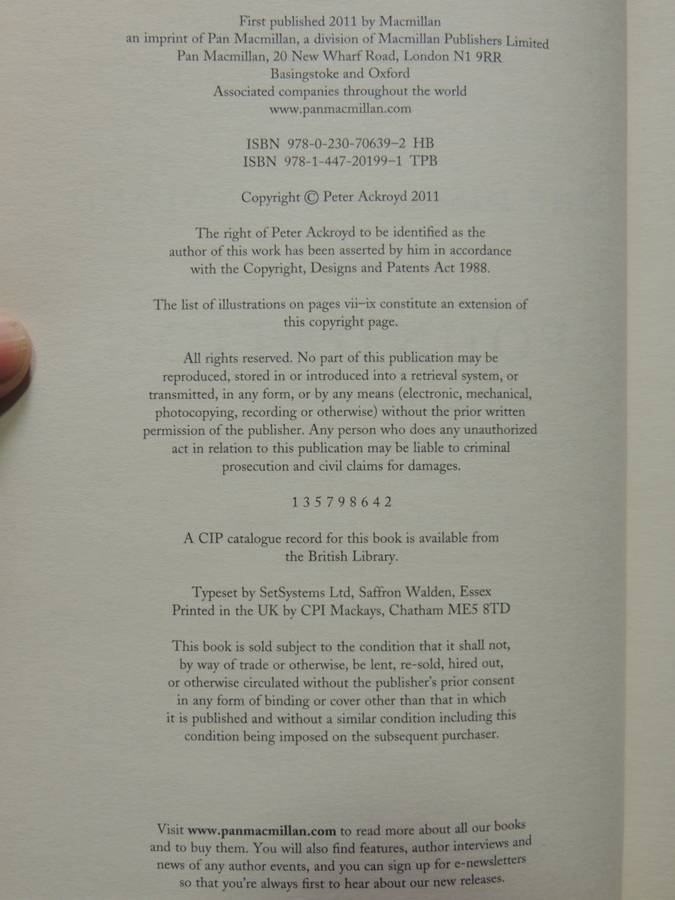 First published 2011 by Macmillan
an imprint of Pan Macmillan, a division of Macmillan Publishers Limited
Pan Macmillan, 20 New Wharf Road, London N1 9RR
Basingstoke and Oxford
Associated companies throughout the world
www.panmacmillan.com
ISBN 978-0-230-70639-2 HB
ISBN 978-1-447-20199-1 TPB
Copyright © Peter Ackroyd 2011
The right of Peter Ackroyd to be identified as the
author of this work has been asserted by him in accordance
with the Copyright, Designs and Patents Act 1988.
The list of illustrations on pages vii–ix constitute an extension of
this copyright page.
All rights reserved. No part of this publication may be
reproduced, stored in or introduced into a retrieval system, or
transmitted, in any form, or by any means (electronic, mechanical,
photocopying, recording or otherwise) without the prior written
permission of the publisher. Any person who does any unauthorized
act in relation to this publication may be liable to criminal
prosecution and civil claims for damages.
1 3 5 7 9 8 6 4 2
A CIP catalogue record for this book is available from
the British Library.
Typeset by SetSystems Ltd, Saffron Walden, Essex
Printed in the UK by CPI Mackays, Chatham ME5 8TD
This book is sold subject to the condition that it shall not,
by way of trade or otherwise, be lent, re-sold, hired out,
or otherwise circulated without the publisher's prior consent
in any form of binding or cover other than that in which
it is published and without a similar condition including this
condition being imposed on the subsequent purchaser.
Visit www.panmacmillan.com to read more about all our books
and to buy them. You will also find features, author interviews and
news of any author events, and you can sign up for e-newsletters
so that you're always first to hear about our new releases.